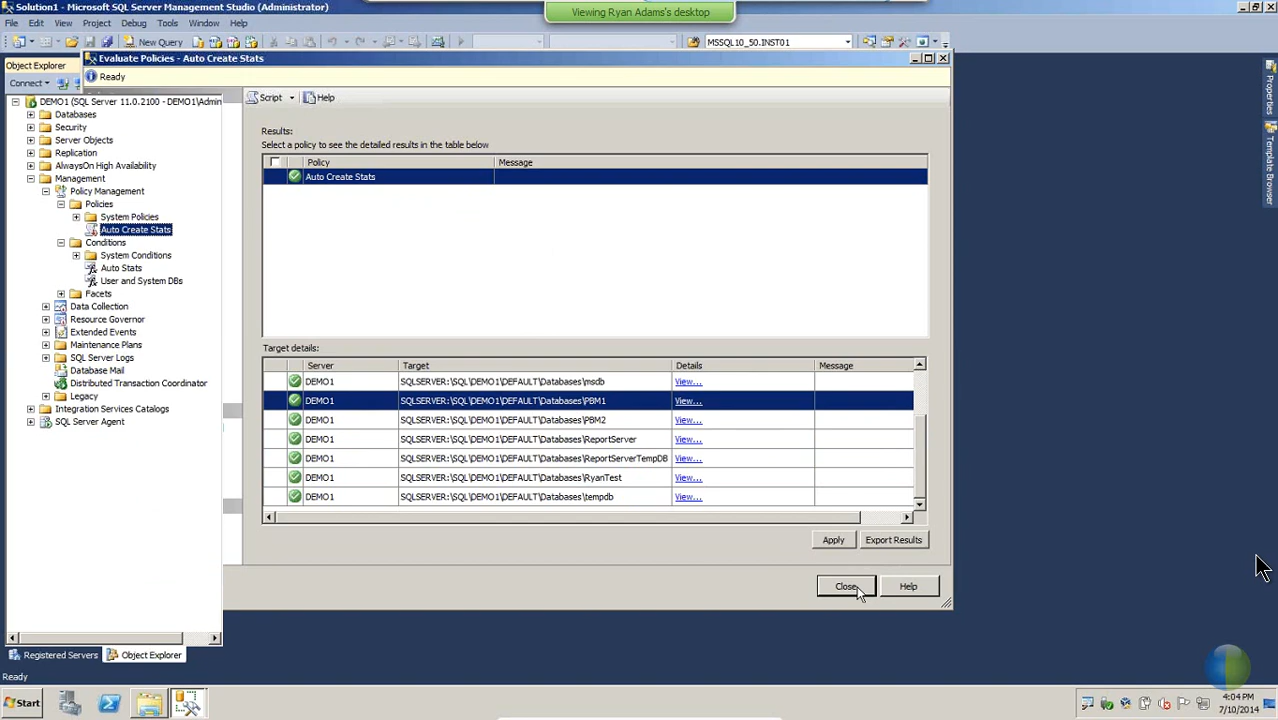 Solution1 - Microsoft SQL Server Management Studio (Administrator)
Viewing Ryan Adams's desktop
File Edit View Project Debug Tools Window Help
New Query
MSSQL10_50.INST01
Object Explorer
Connect
Evaluate Policies - Auto Create Stats
Ready
Script Help
DEMO1 (SQL Server 11.0.2100 - DEMO1\Admin
Databases
Security
Server Objects
Replication
AlwaysOn High Availability
Management
Policy Management
Policies
System Policies
Auto Create Stats
Conditions
System Conditions
Auto Stats
User and System DBs
Facets
Data Collection
Resource Governor
Extended Events
Maintenance Plans
SQL Server Logs
Database Mail
Distributed Transaction Coordinator
Legacy
Integration Services Catalogs
SQL Server Agent
Results:
Select a policy to see the detailed results in the table below
Policy Message
Auto Create Stats
Target details:
Server Target Details Message
DEMO1 SQLSERVER:\SQL\DEMO1\DEFAULT\Databases\msdb View...
DEMO1 SQLSERVER:\SQL\DEMO1\DEFAULT\Databases\PBM1 View...
DEMO1 SQLSERVER:\SQL\DEMO1\DEFAULT\Databases\PBM2 View...
DEMO1 SQLSERVER:\SQL\DEMO1\DEFAULT\Databases\ReportServer View...
DEMO1 SQLSERVER:\SQL\DEMO1\DEFAULT\Databases\ReportServerTempDB View...
DEMO1 SQLSERVER:\SQL\DEMO1\DEFAULT\Databases\RyanTest View...
DEMO1 SQLSERVER:\SQL\DEMO1\DEFAULT\Databases\tempdb View...
Apply Export Results
Close Help
Properties
Template Browser
Registered Servers Object Explorer
Ready
Start
4:04 PM
7/10/2014